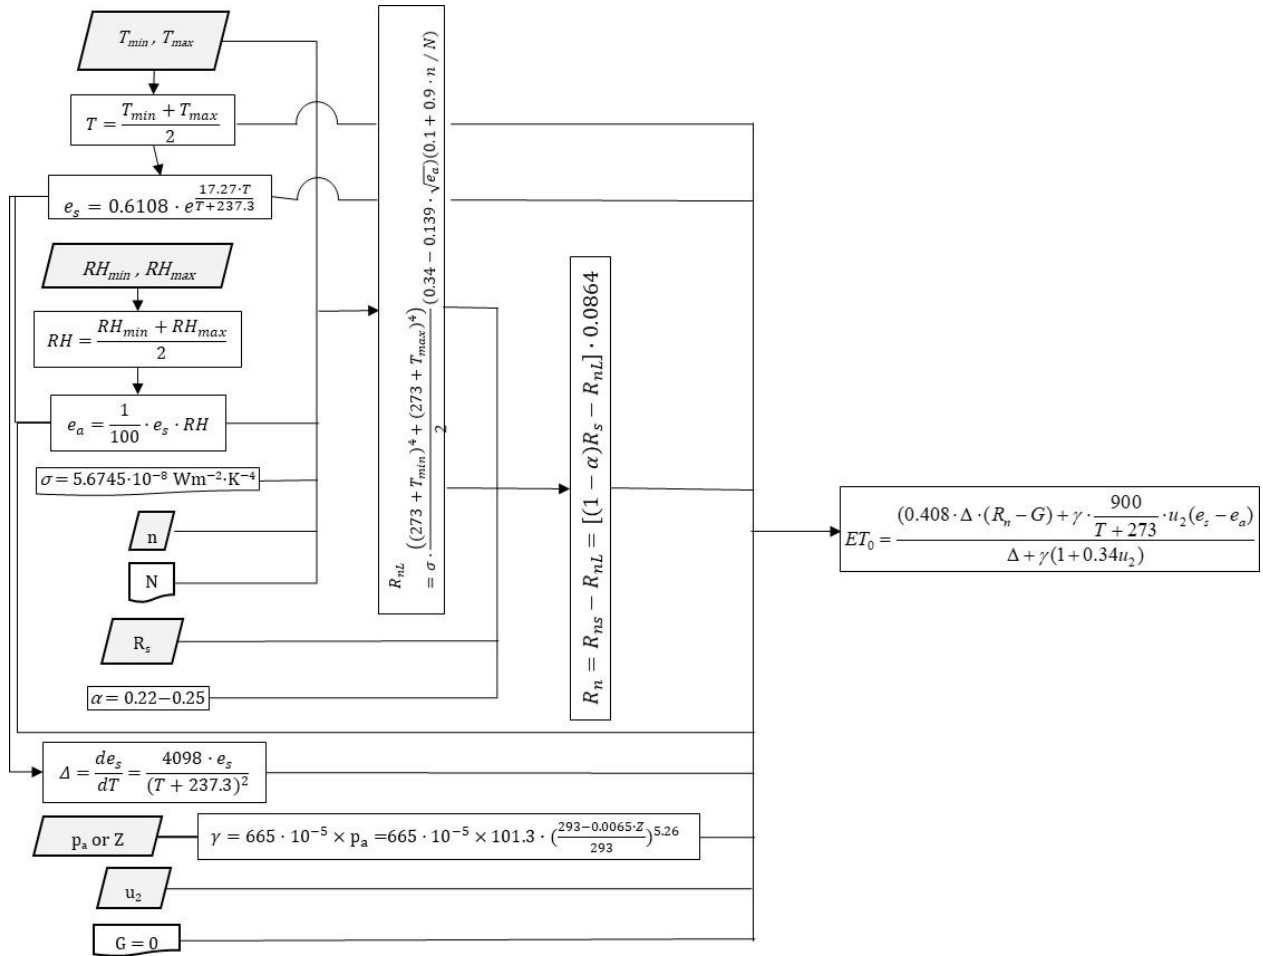 T_min , T_max
T = (T_min + T_max) / 2
e_s = 0.6108 · e^((17.27·T)/(T+237.3))
RH_min , RH_max
RH = (RH_min + RH_max) / 2
e_a = 1/100 · e_s · RH
σ = 5.6745·10^−8 Wm^−2·K^−4
n
N
R_s
α = 0.22−0.25
Δ = de_s/dT = (4098 · e_s) / (T + 237.3)^2
p_a or Z
γ = 665 · 10^−5 × p_a =665 · 10^−5 × 101.3 · ((293−0.0065·Z)/293)^5.26
u_2
G = 0
R_nL
= σ · (((273 + T_min)^4 + (273 + T_max)^4) / 2) (0.34 − 0.139 · √e_a)(0.1 + 0.9 · n / N)
R_n = R_ns − R_nL = [(1 − α)R_s − R_nL] · 0.0864
ET_0 = ((0.408 · Δ · (R_n − G) + γ · 900/(T + 273) · u_2(e_s − e_a)) / (Δ + γ(1 + 0.34u_2))